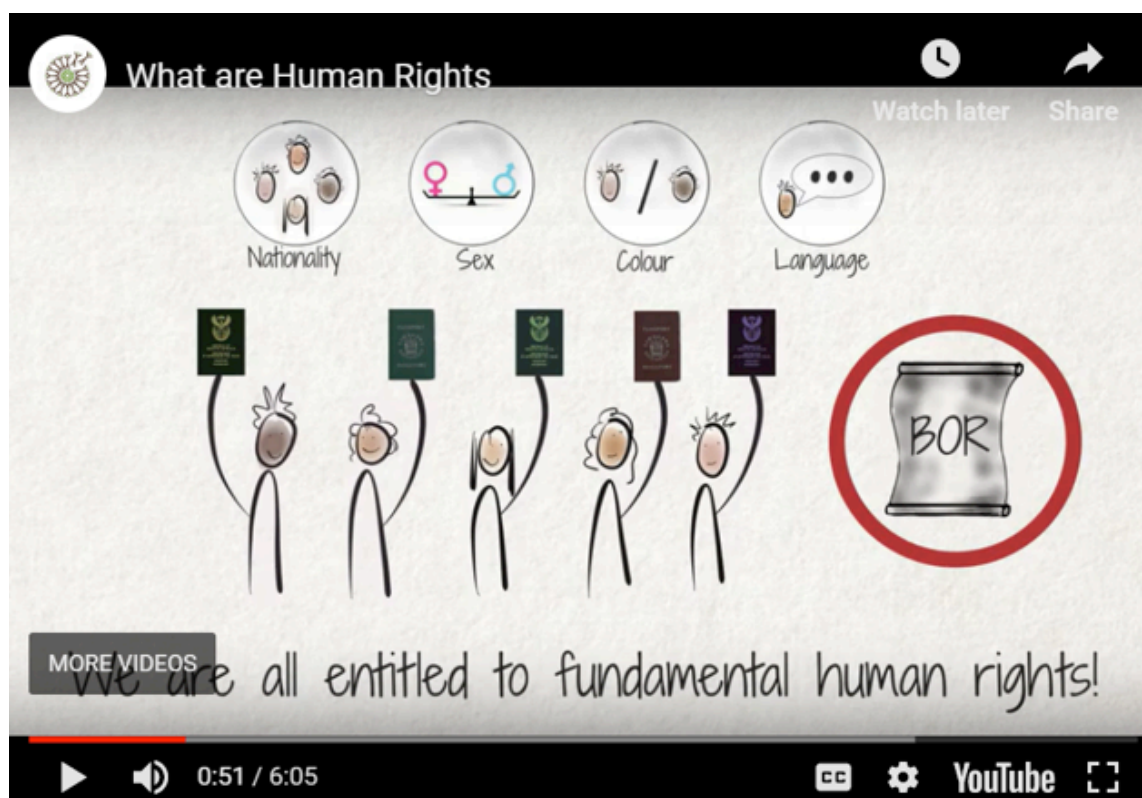 What are Human Rights
Watch later Share
Nationality Sex Colour Language
BOR
MORE VIDEOS
We are all entitled to fundamental human rights!
0:51 / 6:05
CC YouTube